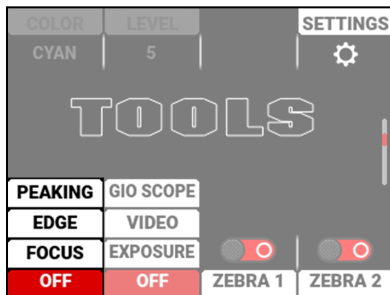 COLOR LEVEL SETTINGS
CYAN 5
TOOLS
PEAKING GIO SCOPE
EDGE VIDEO
FOCUS EXPOSURE
OFF OFF ZEBRA 1 ZEBRA 2